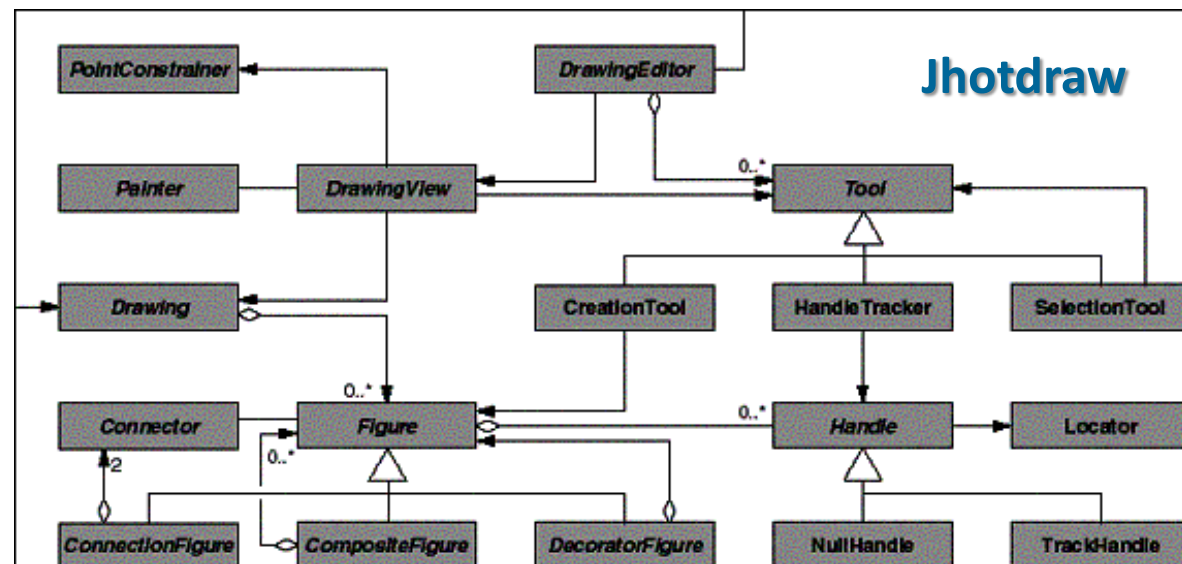 PointConstrainer
DrawingEditor
Jhotdraw
Painter
DrawingView
0..*
Tool
Drawing
CreationTool
HandleTracker
SelectionTool
0..*
0..*
Connector
Figure
Handle
Locator
2
0..*
ConnectionFigure
CompositeFigure
DecoratorFigure
NullHandle
TrackHandle